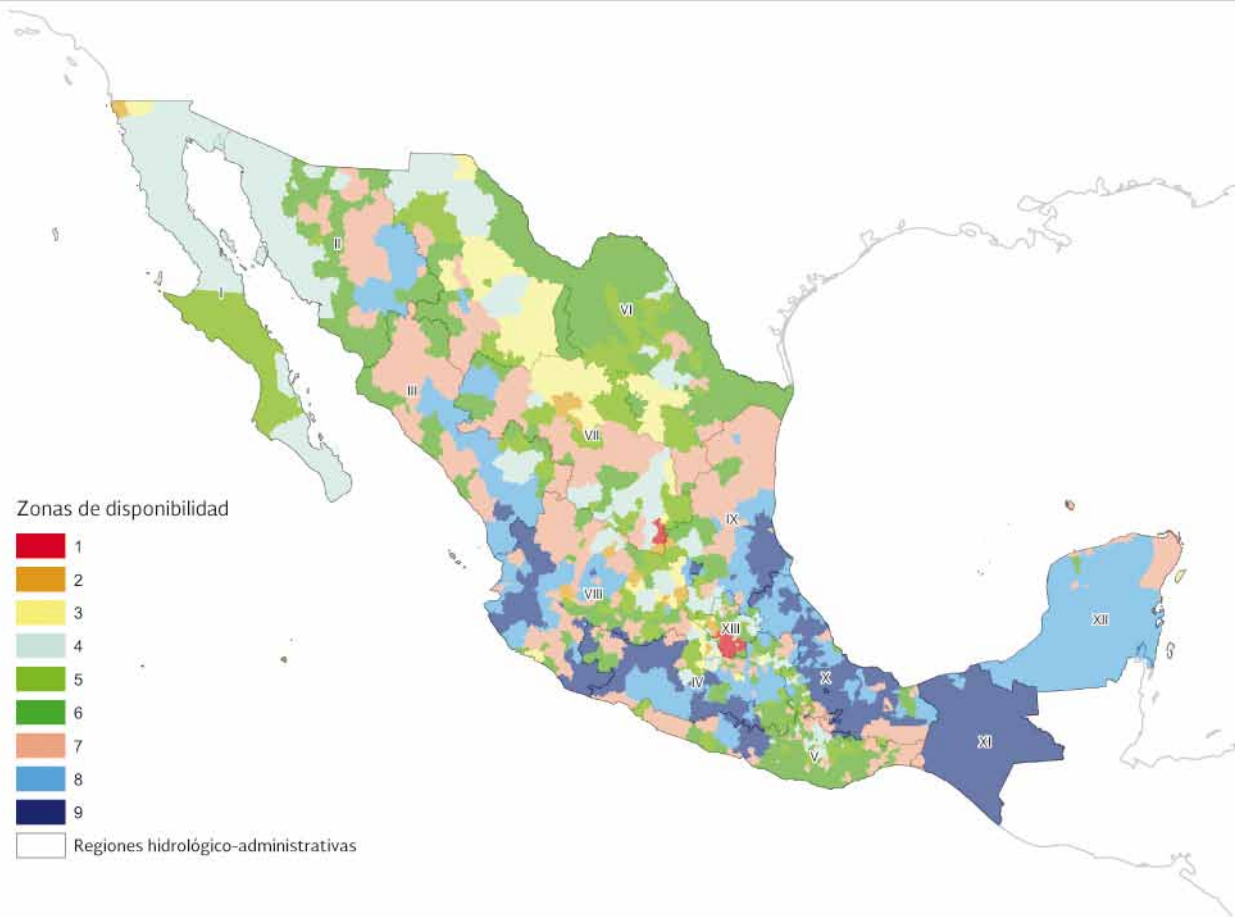 II
I
VI
III
VII
Zonas de disponibilidad
1
2
3
4
5
6
7
8
9
Regiones hidrológico-administrativas
IX
VIII
XIII
XII
IV
X
V
XI